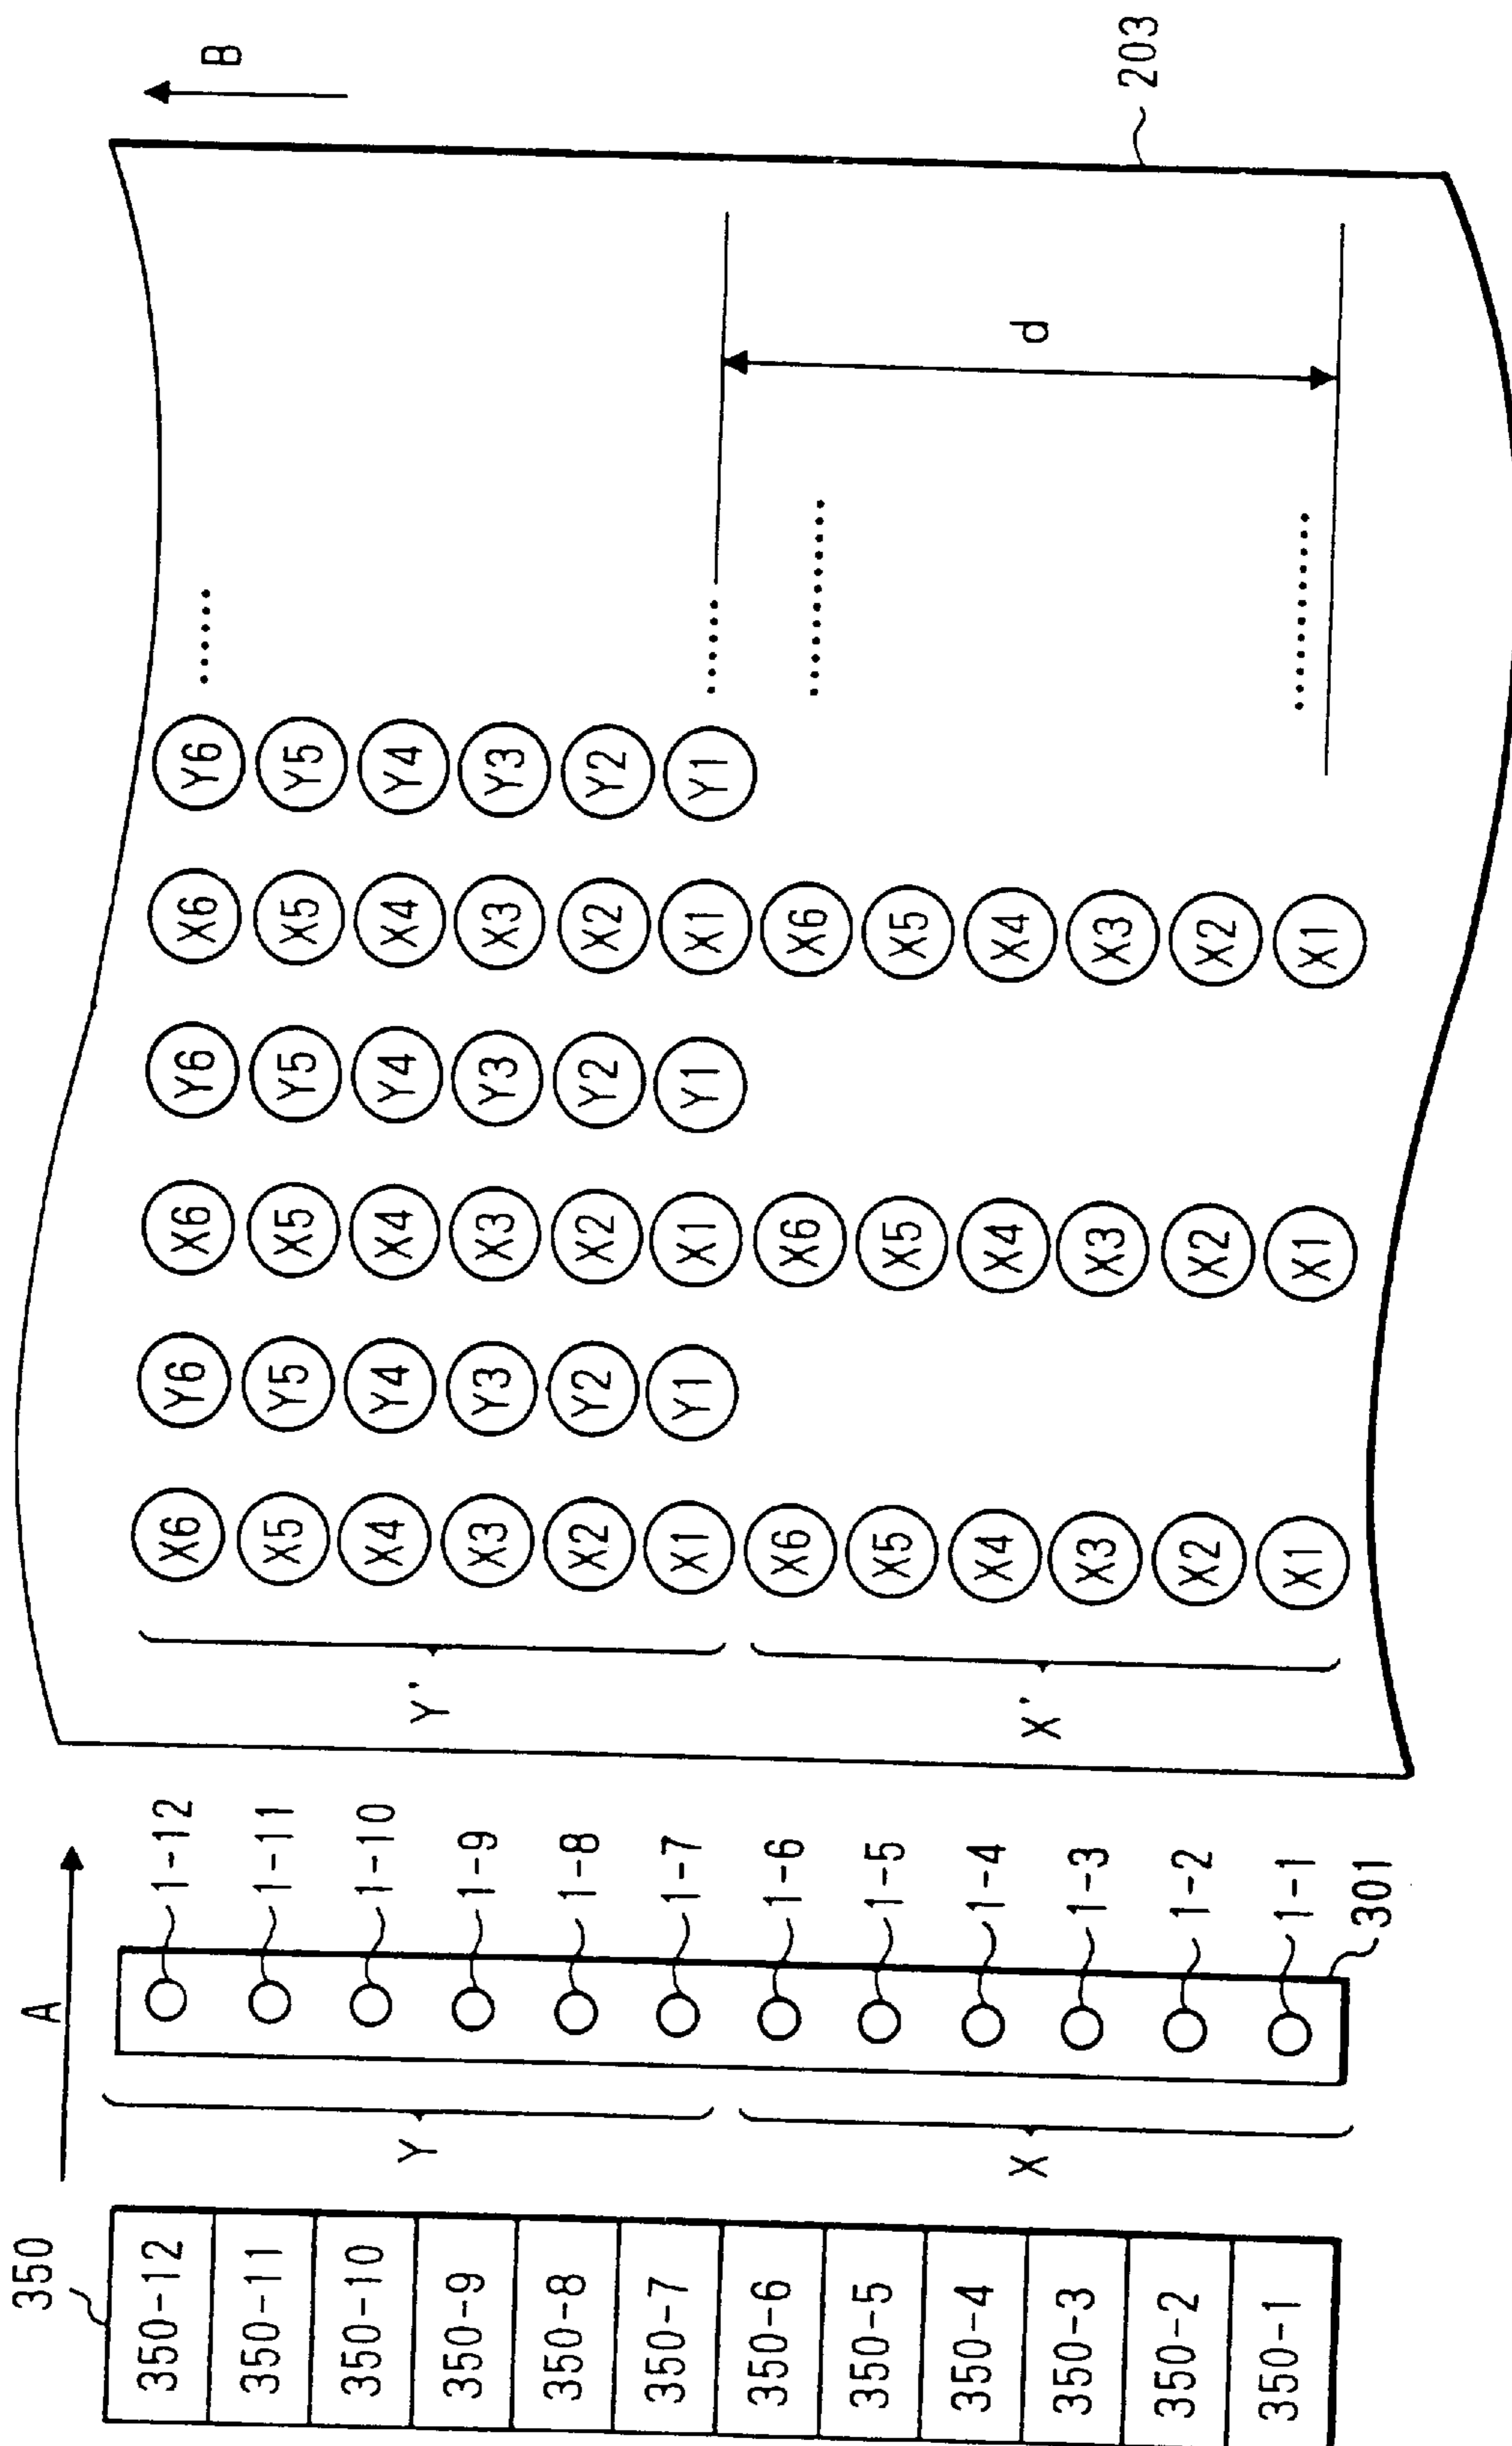 350 A
350-12 1-12 X6 Y6 X6 Y6 X6 Y6 ...... B
350-11 1-11 X5 Y5 X5 Y5 X5 Y5
350-10 1-10 X4 Y4 X4 Y4 X4 Y4
Y Y'
350-9 1-9 X3 Y3 X3 Y3 X3 Y3
350-8 1-8 X2 Y2 X2 Y2 X2 Y2
350-7 1-7 X1 Y1 X1 Y1 X1 Y1 ......
350-6 1-6 X6 X6 X6 ............
350-5 1-5 X5 X5 X5
350-4 1-4 X4 X4 X4
X X' d
350-3 1-3 X3 X3 X3 203
350-2 1-2 X2 X2 X2
350-1 1-1 X1 X1 X1 ............
301